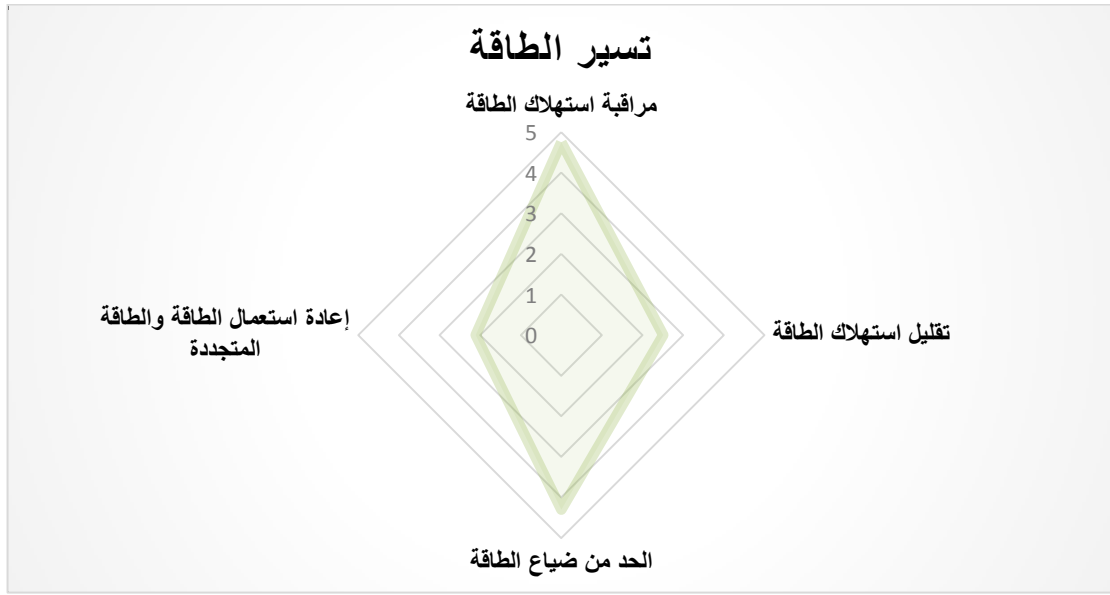 تسير الطاقة
مراقبة استهلاك الطاقة
5
4
3
2
1
0
تقليل استهلاك الطاقة
إعادة استعمال الطاقة والطاقة
المتجددة
الحد من ضياع الطاقة